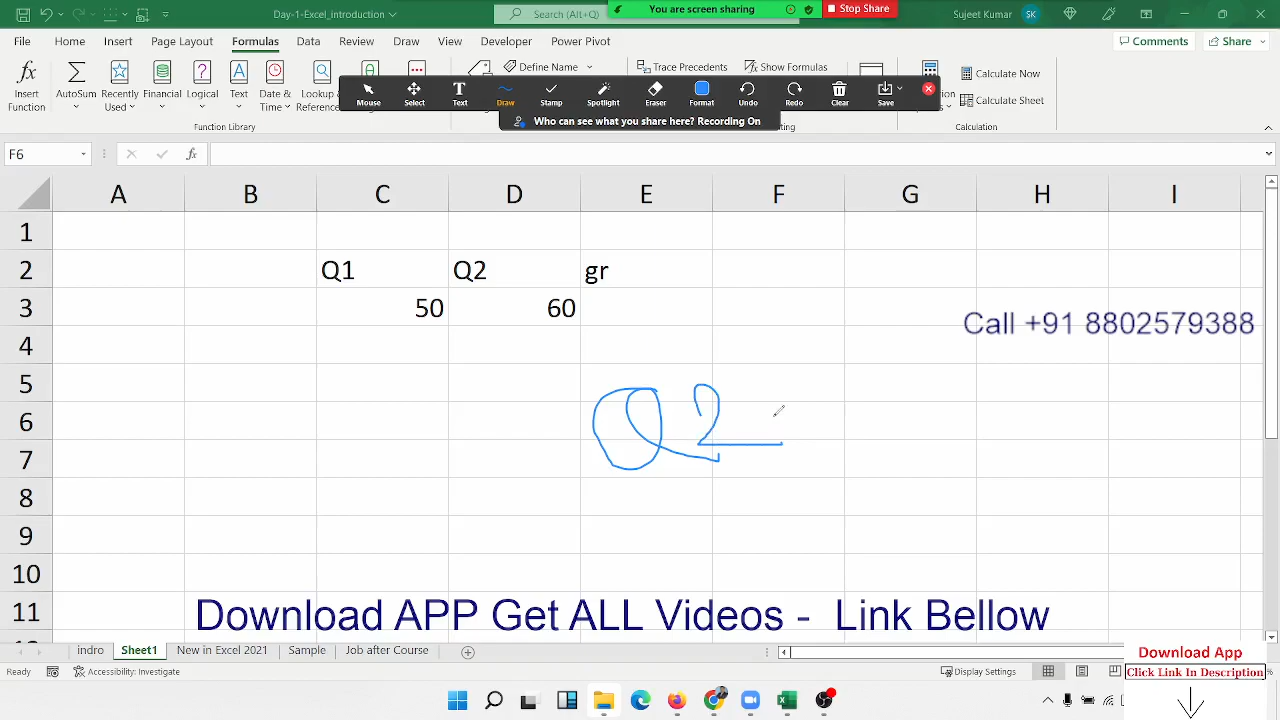 Day-1-Excel_introduction
Search (Alt+Q)
You are screen sharing
Stop Share
Sujeet Kumar
SK
File
Home
Insert
Page Layout
Formulas
Data
Review
Draw
View
Developer
Power Pivot
Comments
Share
Insert Function
AutoSum
Recently Used
Financial
Logical
Text
Date & Time
Lookup & Reference
Define Name
Trace Precedents
Show Formulas
Calculate Now
Calculate Sheet
Function Library
Calculation
Mouse
Select
Text
Draw
Stamp
Spotlight
Eraser
Format
Undo
Redo
Clear
Save
Who can see what you share here? Recording On
F6
fx
A B C D E F G H I
1
2 Q1 Q2 gr
3 50 60
Call +91 8802579388
4
5
6
7
Q2
8
9
10
11
Download APP Get ALL Videos - Link Bellow
indro
Sheet1
New in Excel 2021
Sample
Job after Course
Download App
Click Link In Description
Ready
Accessibility: Investigate
Display Settings